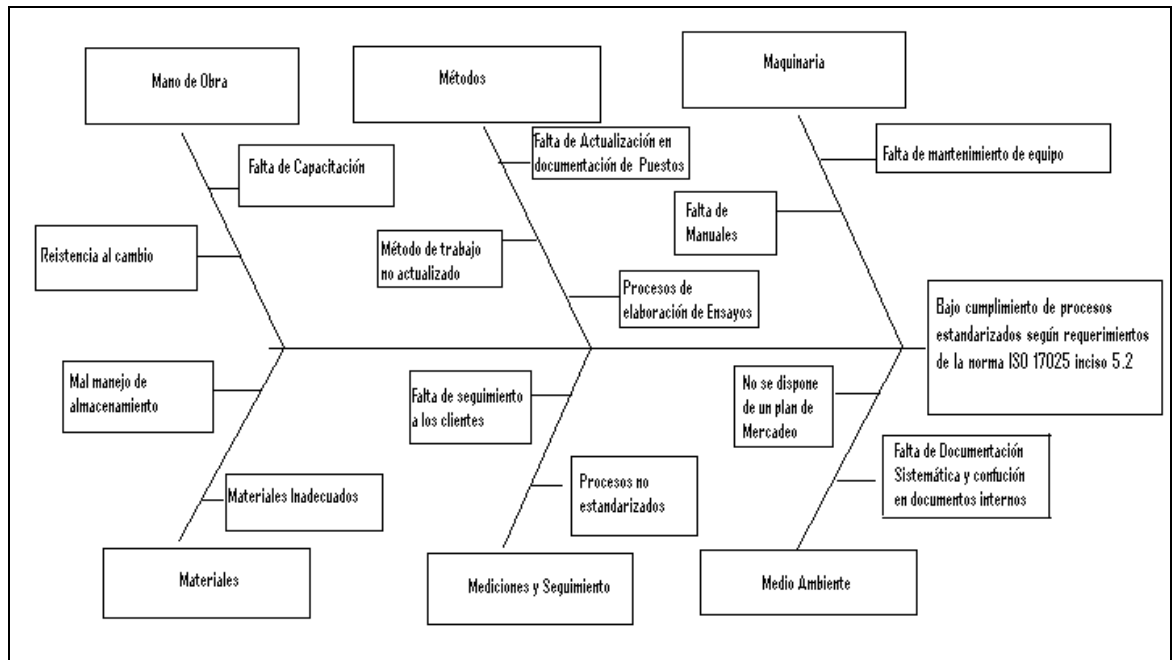 Mano de Obra
Métodos
Maquinaria
Falta de Capacitación
Falta de Actualización en
documentación de Puestos
Falta de mantenimiento de equipo
Reistencia al cambio
Método de trabajo
no actualizado
Falta de
Manuales
Procesos de
elaboración de Ensayos
Bajo cumplimiento de procesos
estandarizados según requerimientos
de la norma ISO 17025 inciso 5.2
Mal manejo de
almacenamiento
Falta de seguimiento
a los clientes
No se dispone
de un plan de
Mercadeo
Materiales Inadecuados
Procesos no
estandarizados
Falta de Documentación
Sistemática y confución
en documentos internos
Materiales
Mediciones y Seguimiento
Medio Ambiente